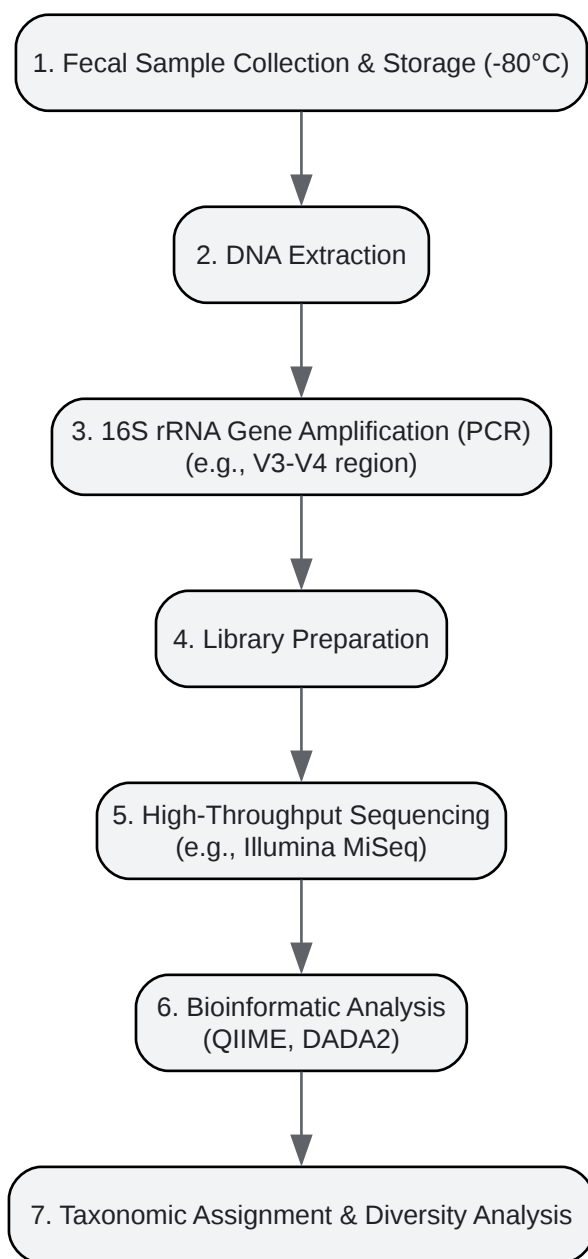 1. Fecal Sample Collection & Storage (-80°C)
2. DNA Extraction
3. 16S rRNA Gene Amplification (PCR)
(e.g., V3-V4 region)
4. Library Preparation
5. High-Throughput Sequencing
(e.g., Illumina MiSeq)
6. Bioinformatic Analysis
(QIIME, DADA2)
7. Taxonomic Assignment & Diversity Analysis